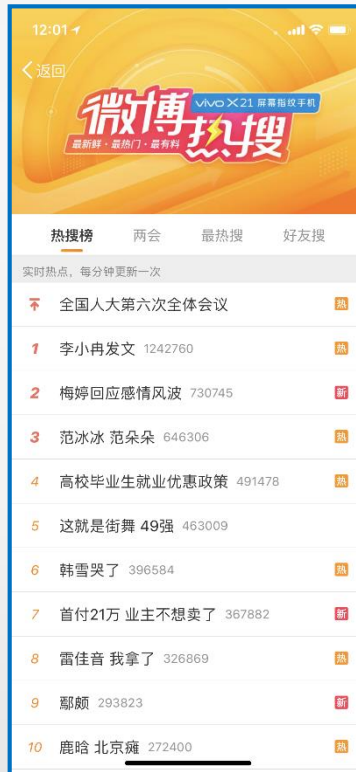 12:01
返回
微博热搜
vivo X21 屏幕指纹手机
最新鲜·最热门·最有料
热搜榜 两会 最热搜 好友搜
实时热点，每分钟更新一次
全国人大第六次全体会议 热
1 李小冉发文 1242760 热
2 梅婷回应感情风波 730745 新
3 范冰冰 范朵朵 646306 热
4 高校毕业生就业优惠政策 491478 热
5 这就是街舞 49强 463009
6 韩雪哭了 396584 热
7 首付21万 业主不想卖了 367882 新
8 雷佳音 我拿了 326869 热
9 鄢颇 293823 新
10 鹿晗 北京瘫 272400 热